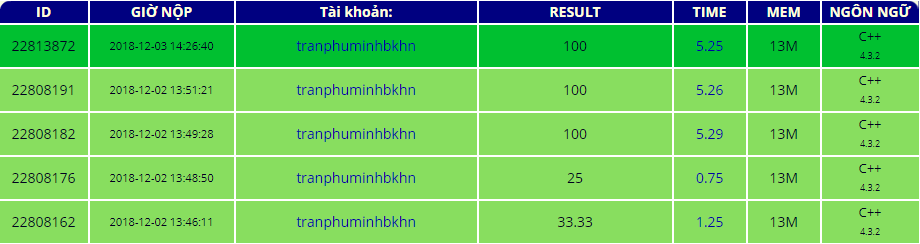 ID GIỜ NỘP Tài khoản: RESULT TIME MEM NGÔN NGỮ
22813872 2018-12-03 14:26:40 tranphuminhbkhn 100 5.25 13M C++
4.3.2
22808191 2018-12-02 13:51:21 tranphuminhbkhn 100 5.26 13M C++
4.3.2
22808182 2018-12-02 13:49:28 tranphuminhbkhn 100 5.29 13M C++
4.3.2
22808176 2018-12-02 13:48:50 tranphuminhbkhn 25 0.75 13M C++
4.3.2
22808162 2018-12-02 13:46:11 tranphuminhbkhn 33.33 1.25 13M C++
4.3.2